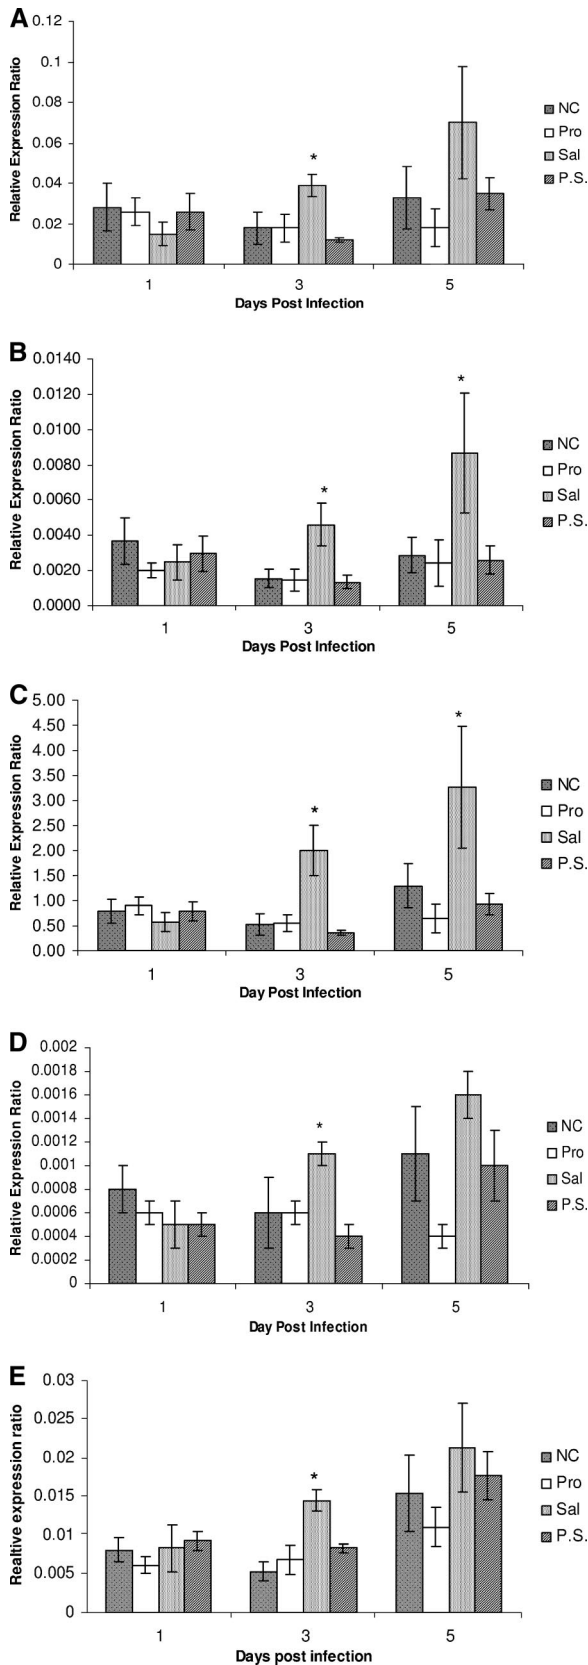 A
Relative Expression Ratio
0.12
0.1
0.08
0.06
0.04
0.02
0
*
1 3 5
Days Post Infection
NC
Pro
Sal
P.S.
B
Relative Expression Ratio
0.0140
0.0120
0.0100
0.0080
0.0060
0.0040
0.0020
0.0000
* *
1 3 5
Days Post Infection
NC
Pro
Sal
P.S.
C
Relative Expression Ratio
5.00
4.50
4.00
3.50
3.00
2.50
2.00
1.50
1.00
0.50
0.00
* *
1 3 5
Day Post Infection
NC
Pro
Sal
P.S.
D
Relative Expression Ratio
0.002
0.0018
0.0016
0.0014
0.0012
0.001
0.0008
0.0006
0.0004
0.0002
0
*
1 3 5
Day Post Infection
NC
Pro
Sal
P.S.
E
Realtive expression ratio
0.03
0.025
0.02
0.015
0.01
0.005
0
*
1 3 5
Days post infection
NC
Pro
Sal
P.S.